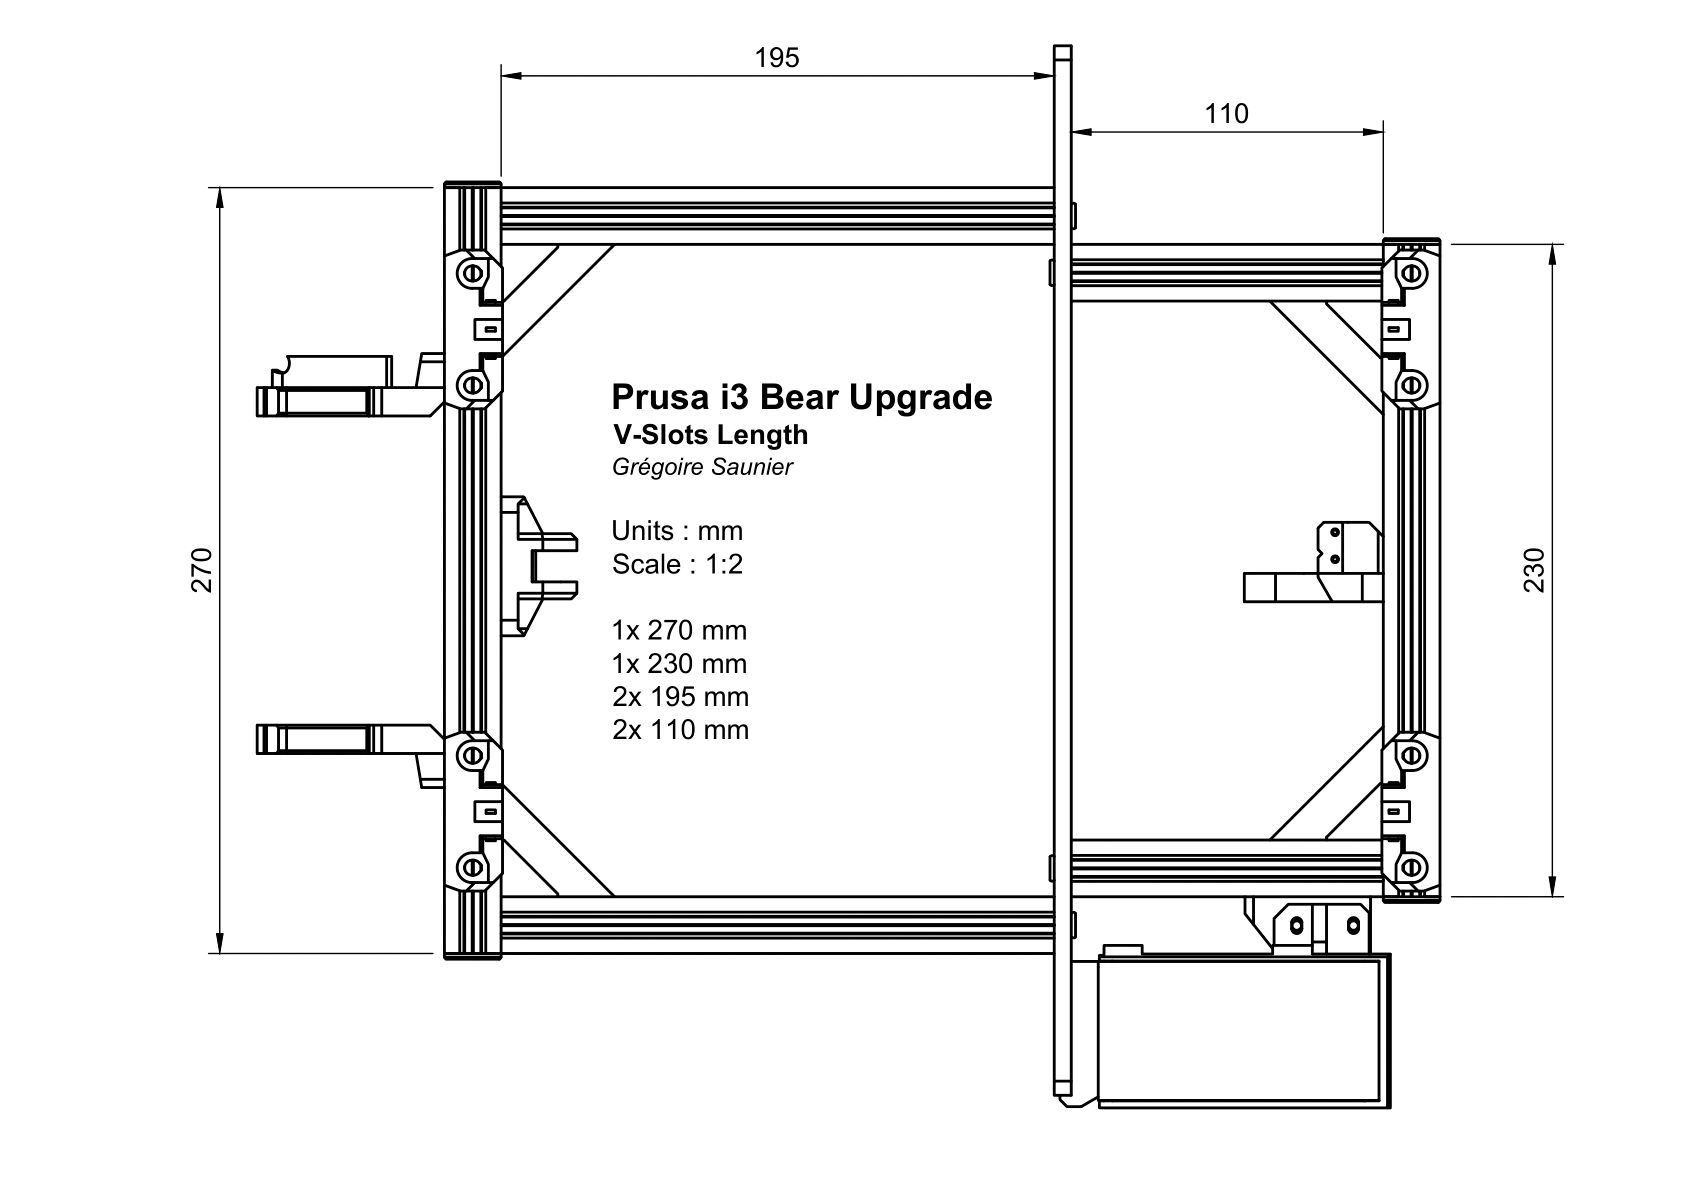 195
110
Prusa i3 Bear Upgrade
V-Slots Length
Grégoire Saunier
Units : mm
Scale : 1:2
270
230
1x 270 mm
1x 230 mm
2x 195 mm
2x 110 mm